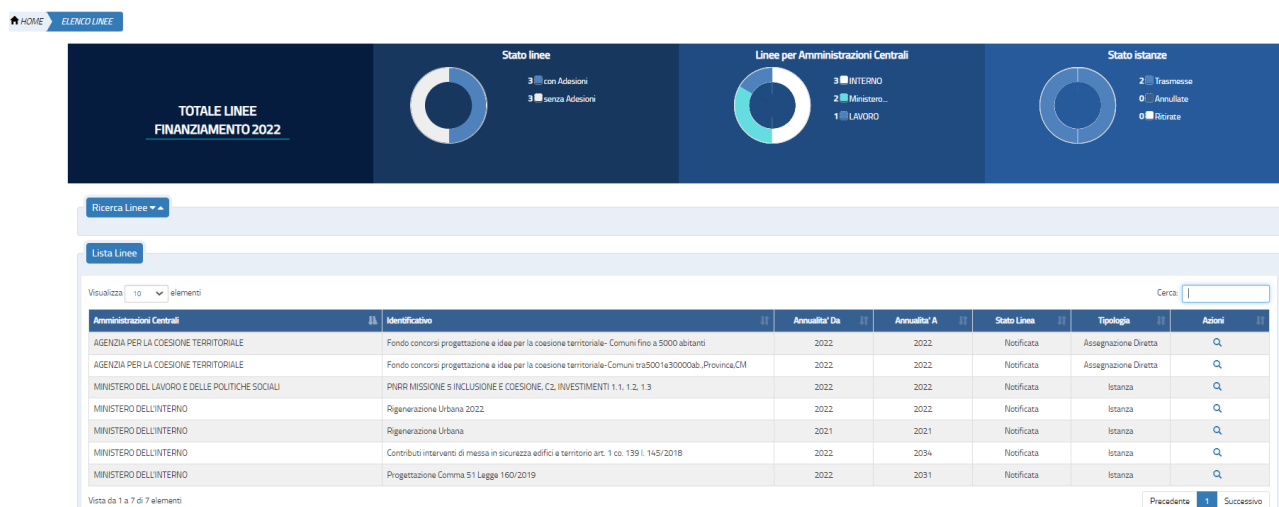 HOME ELENCO LINEE
TOTALE LINEE
FINANZIAMENTO 2022
Stato linee
3 con Adesioni
3 senza Adesioni
Linee per Amministrazioni Centrali
3 INTERNO
2 Ministero...
1 LAVORO
Stato istanze
2 Trasmesse
0 Annullate
0 Ritirate
Ricerca Linee
Lista Linee
Visualizza 10 elementi
Cerca:
Amministrazioni Centrali Identificativo Annualita' Da Annualita' A Stato Linea Tipologia Azioni
AGENZIA PER LA COESIONE TERRITORIALE Fondo concorsi progettazione e idee per la coesione territoriale- Comuni fino a 5000 abitanti 2022 2022 Notificata Assegnazione Diretta
AGENZIA PER LA COESIONE TERRITORIALE Fondo concorsi progettazione e idee per la coesione territoriale-Comuni tra5001e30000ab.,Province,CM 2022 2022 Notificata Assegnazione Diretta
MINISTERO DEL LAVORO E DELLE POLITICHE SOCIALI PNRR MISSIONE 5 INCLUSIONE E COESIONE, C2, INVESTIMENTI 1.1, 1.2, 1.3 2022 2022 Notificata Istanza
MINISTERO DELL'INTERNO Rigenerazione Urbana 2022 2022 2022 Notificata Istanza
MINISTERO DELL'INTERNO Rigenerazione Urbana 2021 2021 Notificata Istanza
MINISTERO DELL'INTERNO Contributi interventi di messa in sicurezza edifici e territorio art. 1 co. 139 l. 145/2018 2022 2034 Notificata Istanza
MINISTERO DELL'INTERNO Progettazione Comma 51 Legge 160/2019 2022 2031 Notificata Istanza
Vista da 1 a 7 di 7 elementi
Precedente 1 Successivo